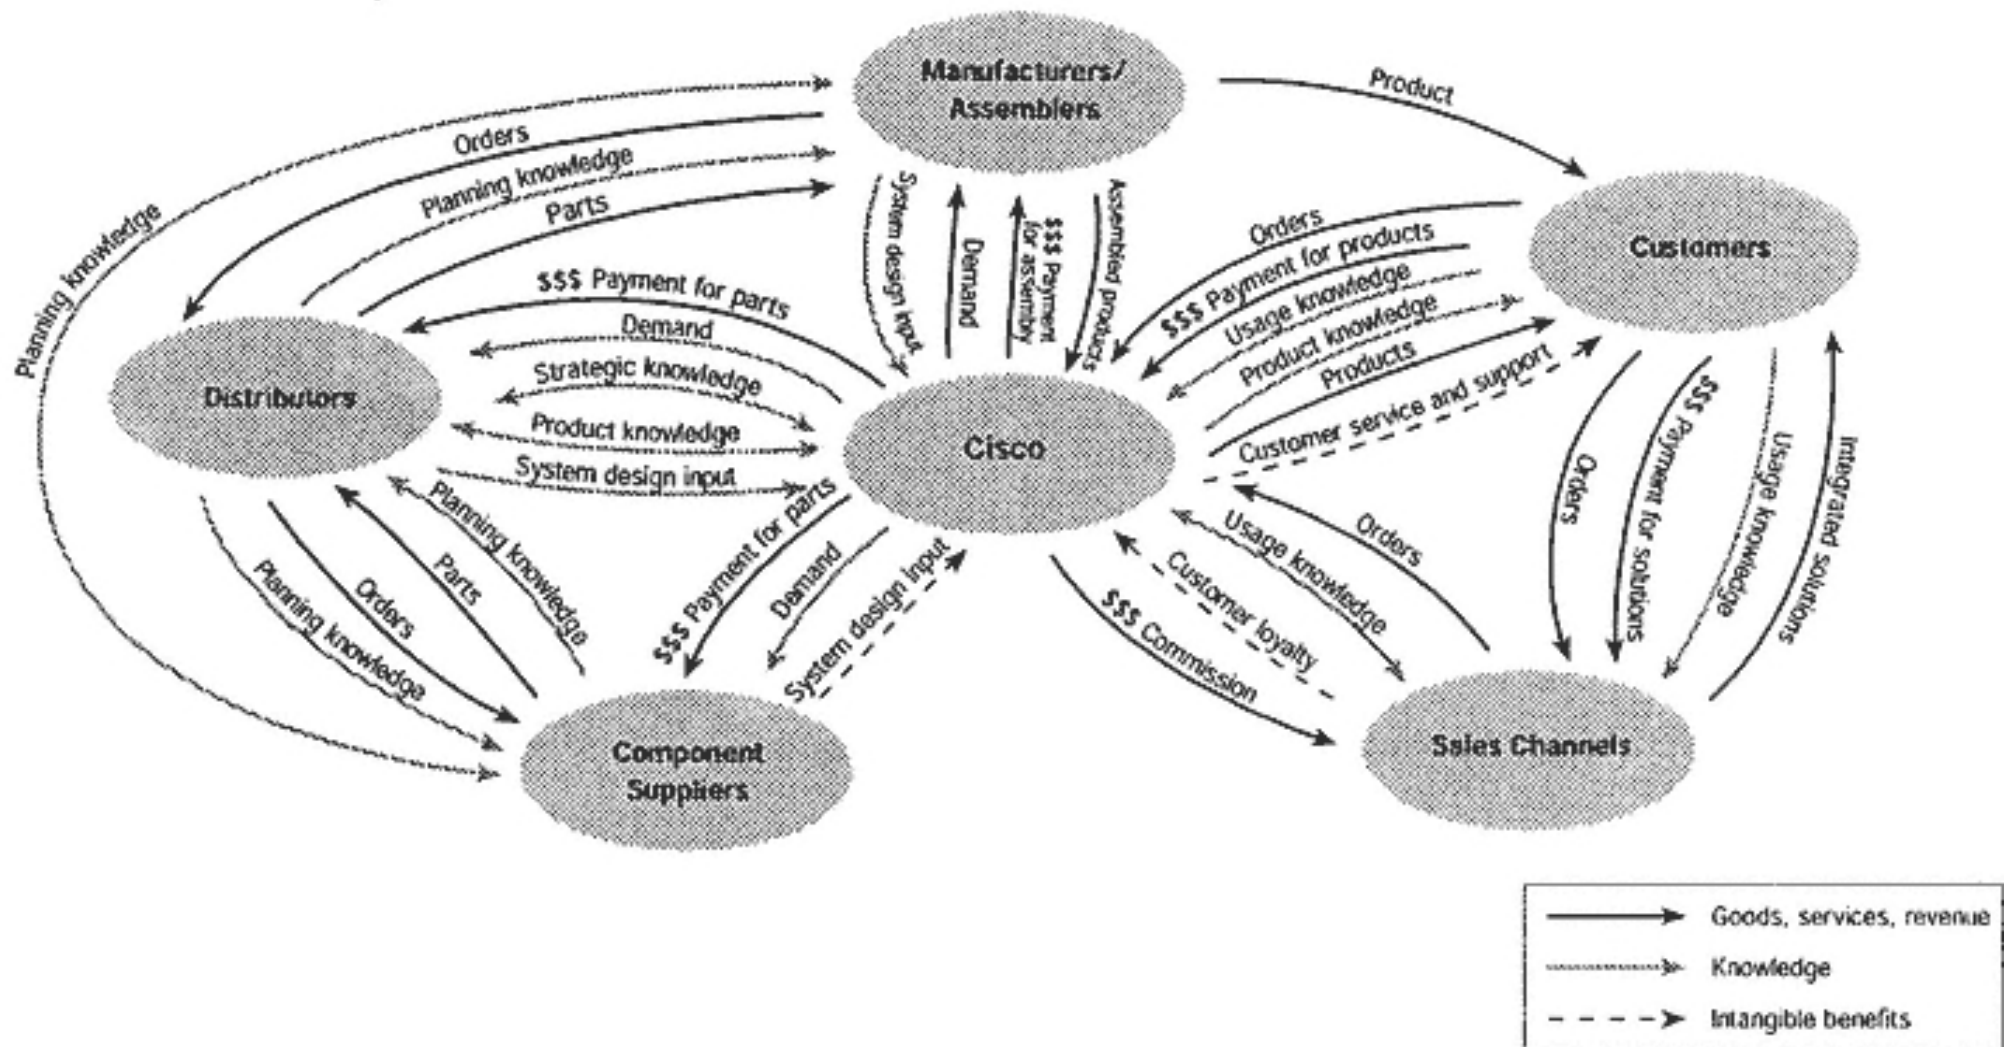 Manufacturers/
Assemblers
Product
Orders
Planning knowledge
Parts
Planning knowledge
System design input
Demand
$$$ Payment
for assembly
Assembled products
Customers
Orders
$$$ Payment for products
Usage knowledge
Product knowledge
Products
Customer service and support
$$$ Payment for parts
Demand
Strategic knowledge
Product knowledge
System design input
Distributors
Cisco
Planning knowledge
Parts
Orders
Planning knowledge
$$$ Payment for parts
Demand
System design input
Orders
Usage knowledge
Customer loyalty
$$$ Commission
Orders
$$$ Payment for solutions
Usage knowledge
Integrated solutions
Component
Suppliers
Sales Channels
Goods, services, revenue
Knowledge
Intangible benefits